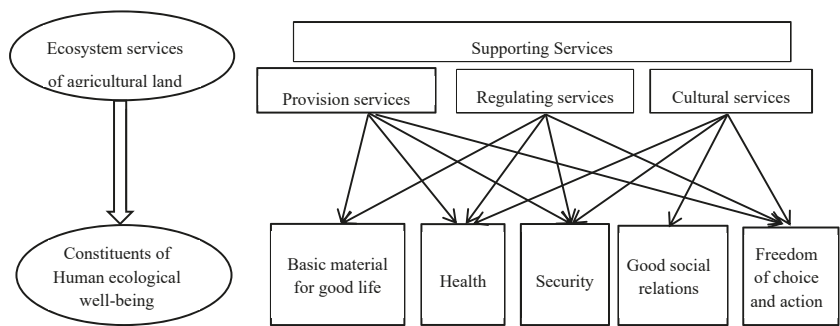 Ecosystem services
of agricultural land
Supporting Services
Provision services
Regulating services
Cultural services
Constituents of
Human ecological
well-being
Basic material
for good life
Health
Security
Good social
relations
Freedom
of choice
and action